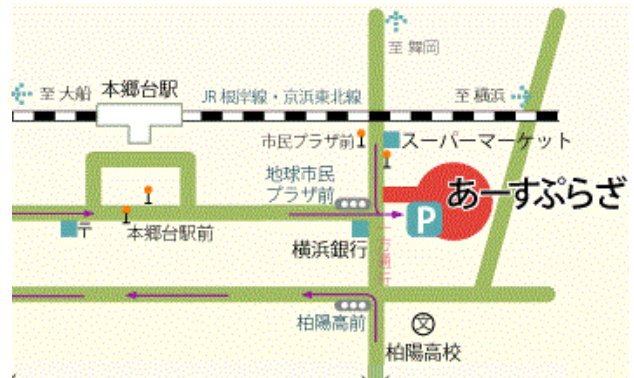 至 舞岡
至 大船
本郷台駅
JR 根岸線・京浜東北線
至 横浜
市民プラザ前
スーパーマーケット
地球市民
プラザ前
あーすぷらざ
P
〒
本郷台駅前
横浜銀行
一方通行
柏陽高前
文
柏陽高校